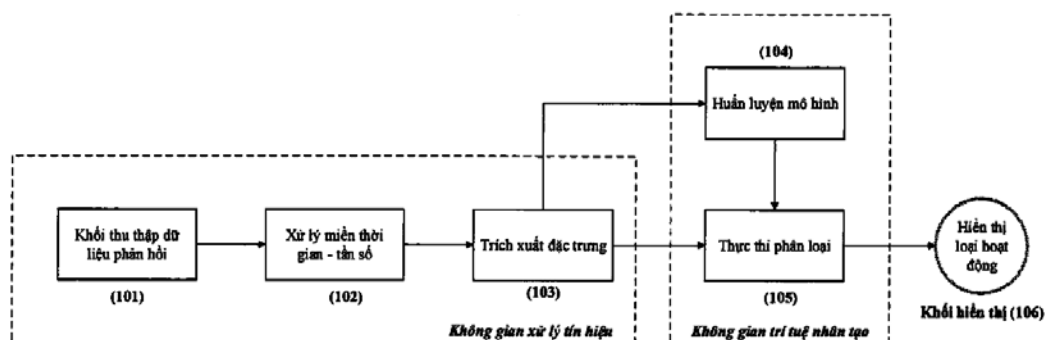 (104)
Huấn luyện mô hình
Khối thu thập dữ
liệu phản hồi
(101)
Xử lý miền thời
gian - tần số
(102)
Trích xuất đặc trưng
(103)
Thực thi phân loại
(105)
Hiển thị
loại hoạt
động
Khối hiển thị (106)
Không gian xử lý tín hiệu
Không gian trí tuệ nhân tạo